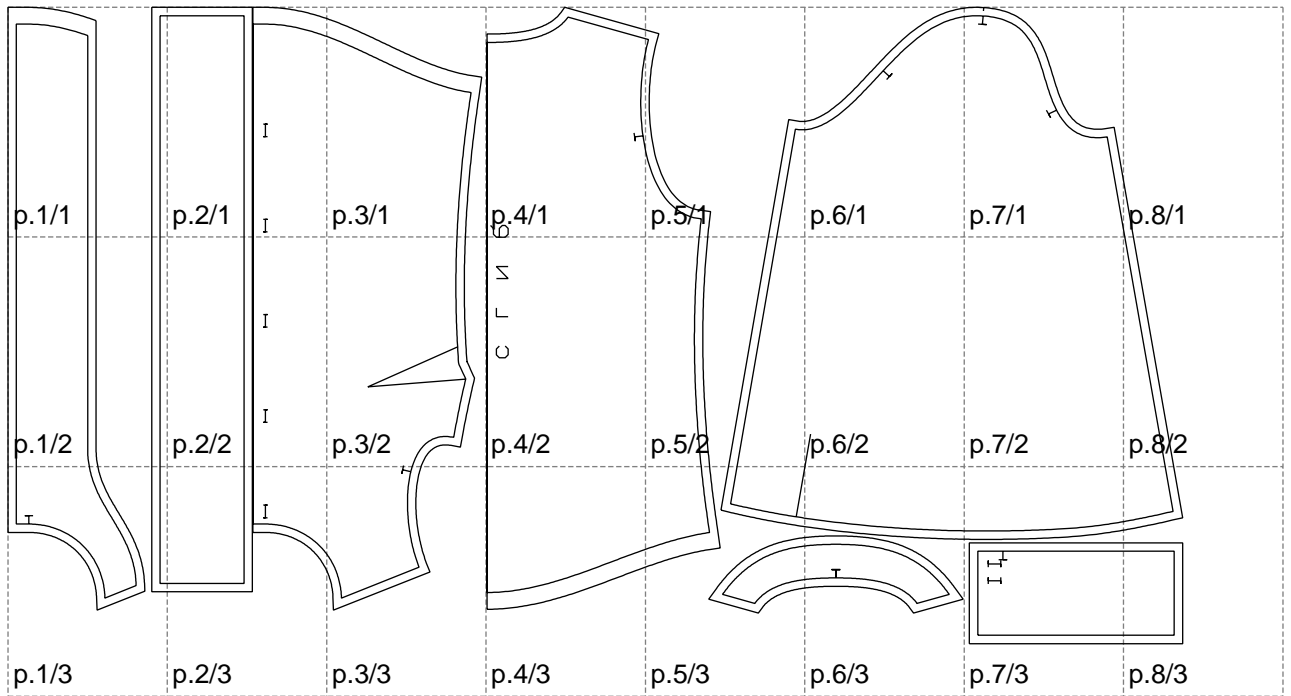 p.1/1 p.2/1 p.3/1 p.4/1 p.5/1 p.6/1 p.7/1 p.8/1
СГИб
p.1/2 p.2/2 p.3/2 p.4/2 p.5/2 p.6/2 p.7/2 p.8/2
p.1/3 p.2/3 p.3/3 p.4/3 p.5/3 p.6/3 p.7/3 p.8/3